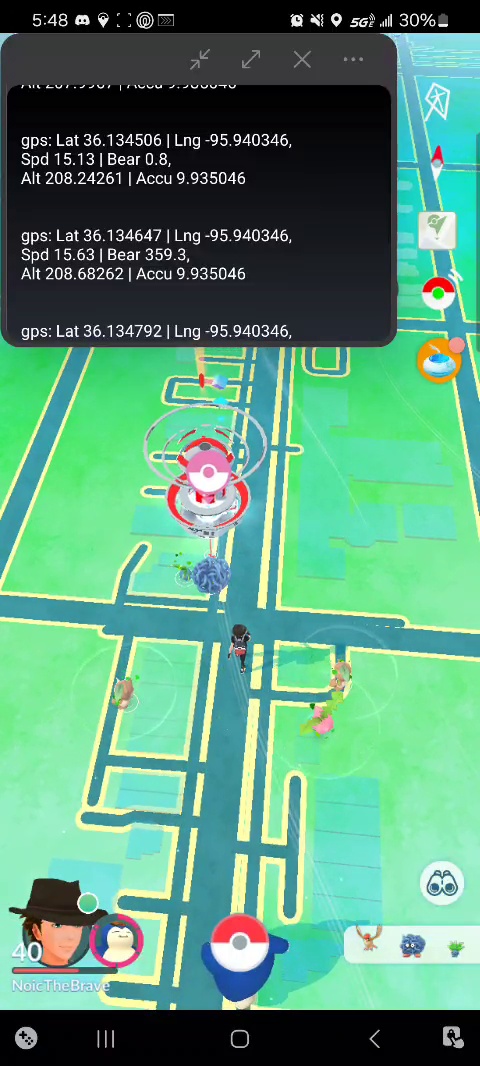 5:48
5G
30%
gps: Lat 36.134506 | Lng -95.940346,
Spd 15.13 | Bear 0.8,
Alt 208.24261 | Accu 9.935046
gps: Lat 36.134647 | Lng -95.940346,
Spd 15.63 | Bear 359.3,
Alt 208.68262 | Accu 9.935046
gps: Lat 36.134792 | Lng -95.940346,
40
NoicTheBrave